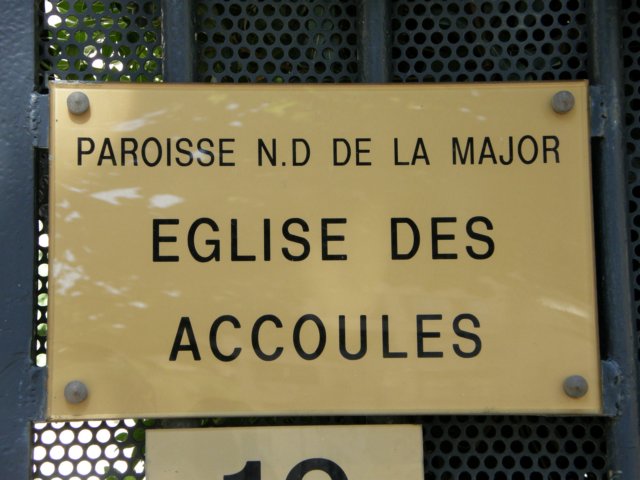 PAROISSE N.D DE LA MAJOR
EGLISE DES
ACCOULES